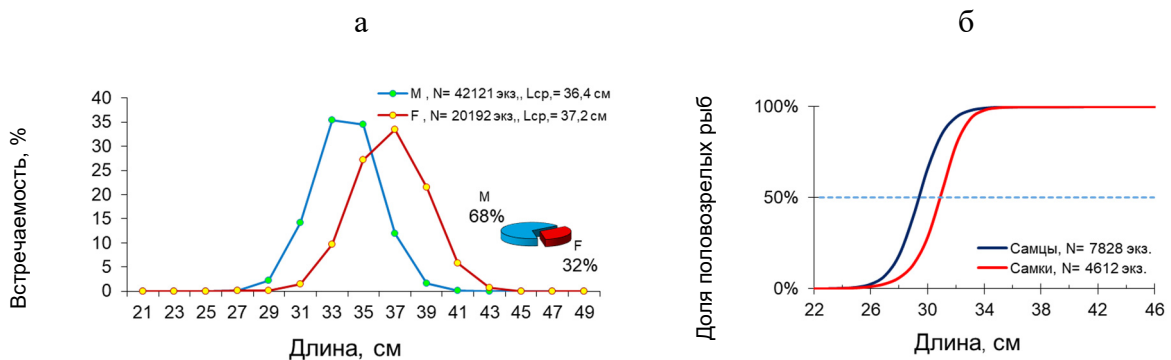 а
М , N= 42121 экз,, Lср,= 36,4 см
F , N= 20192 экз,, Lср,= 37,2 см
Встречаемость, %
40
35
30
25
20
15
10
5
0
М
68%
F
32%
21 23 25 27 29 31 33 35 37 39 41 43 45 47 49
Длина, см
б
Доля половозрелых рыб
100%
50%
0%
Самцы, N= 7828 экз.
Самки, N= 4612 экз.
22 26 30 34 38 42 46
Длина, см